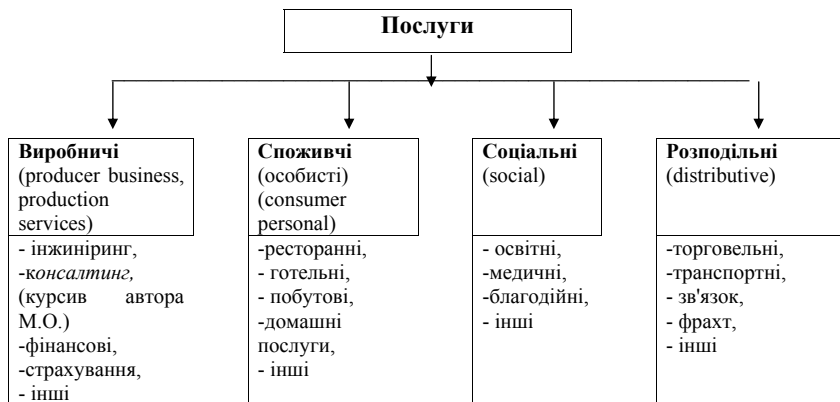 Послуги
Виробничі
(producer business,
production
services)
- інжиніринг,
-консалтинг,
(курсив автора
М.О.)
-фінансові,
-страхування,
- інші
Споживчі
(особисті)
(consumer
personal)
-ресторанні,
- готельні,
- побутові,
-домашні
послуги,
- інші
Соціальні
(social)
- освітні,
-медичні,
-благодійні,
- інші
Розподільні
(distributive)
-торговельні,
-транспортні,
- зв'язок,
- фрахт,
- інші